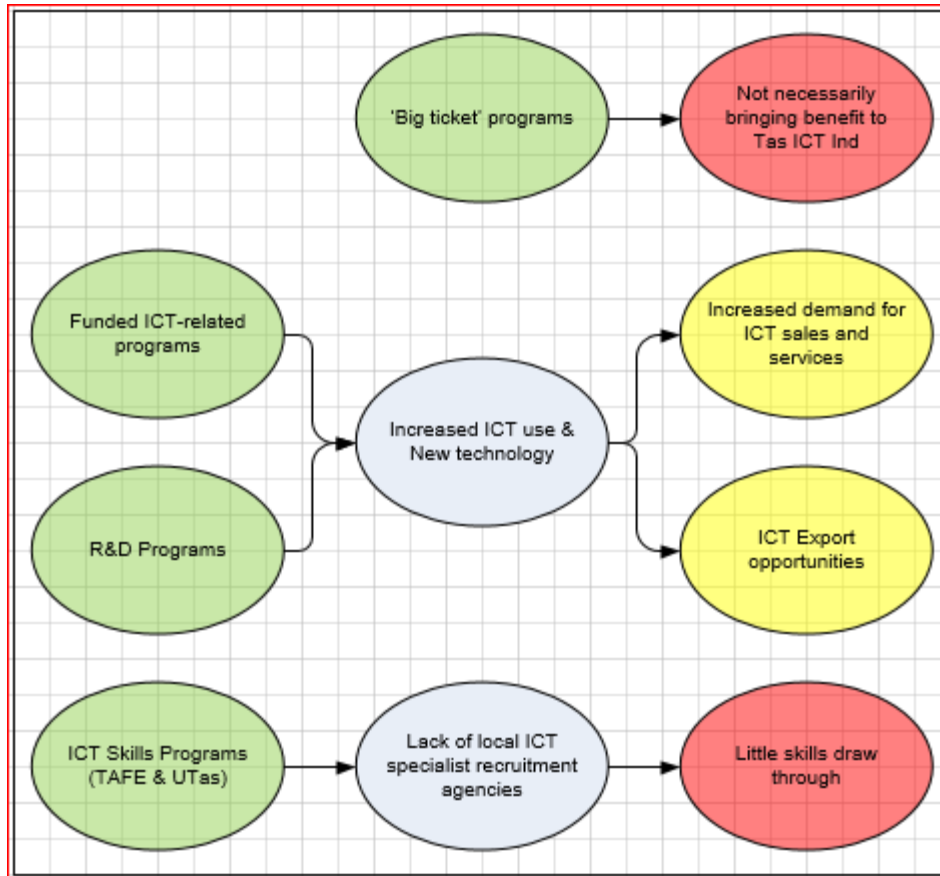 'Big ticket' programs
Not necessarily
bringing benefit to
Tas ICT Ind
Funded ICT-related
programs
Increased demand for
ICT sales and
services
Increased ICT use &
New technology
R&D Programs
ICT Export
opportunities
ICT Skills Programs
(TAFE & UTas)
Lack of local ICT
specialist recruitment
agencies
Little skills draw
through